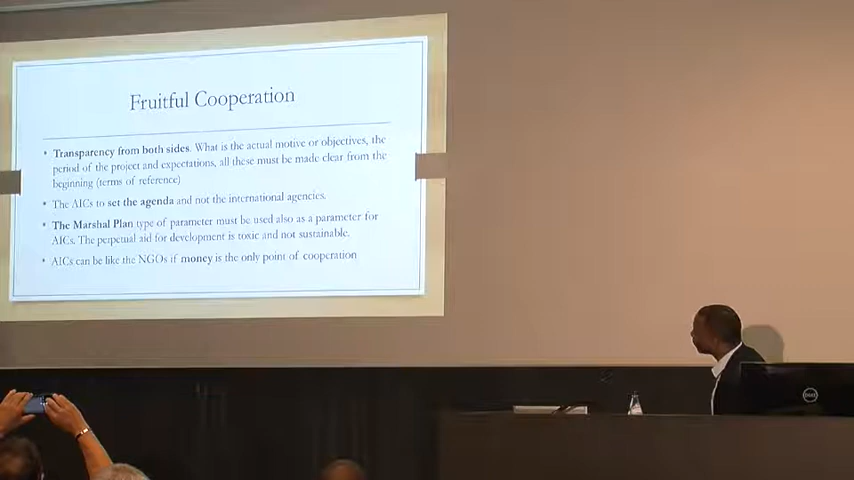 Fruitful Cooperation
• Transparency from both sides. What is the actual motive or objectives, the
period of the project and expectations, all these must be made clear from the
beginning (terms of reference)
• The AICs to set the agenda and not the international agencies.
• The Marshal Plan type of parameter must be used also as a parameter for
AICs. The perpetual aid for development is toxic and not sustainable.
• AICs can be like the NGOs if money is the only point of cooperation
DELL